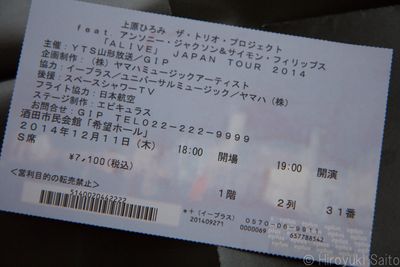 上原ひろみ ザ・トリオ・プロジェクト
feat. アンソニー・ジャクソン&サイモン・フィリップス
「ALIVE」 JAPAN TOUR 2014
主催：YTS山形放送/GIP
企画制作：(株)ヤマハミュージックアーティスト
協力：イープラス/ユニバーサルミュージック/ヤマハ(株)
後援：スペースシャワーTV
フライト協力：日本航空
ステージ制作：エピキュラス
お問合せ：GIP TEL022-222-9999
酒田市民会館「希望ホール」
2014年12月11日(木) 18:00 開場 19:00 開演
S席
1階 2列 31番
¥7,100(税込)
<営利目的の転売禁止>
5140020642222
**(イープラス) 0570-06-9911
201409271 0000069 657788542
© Hiroyuki Saito